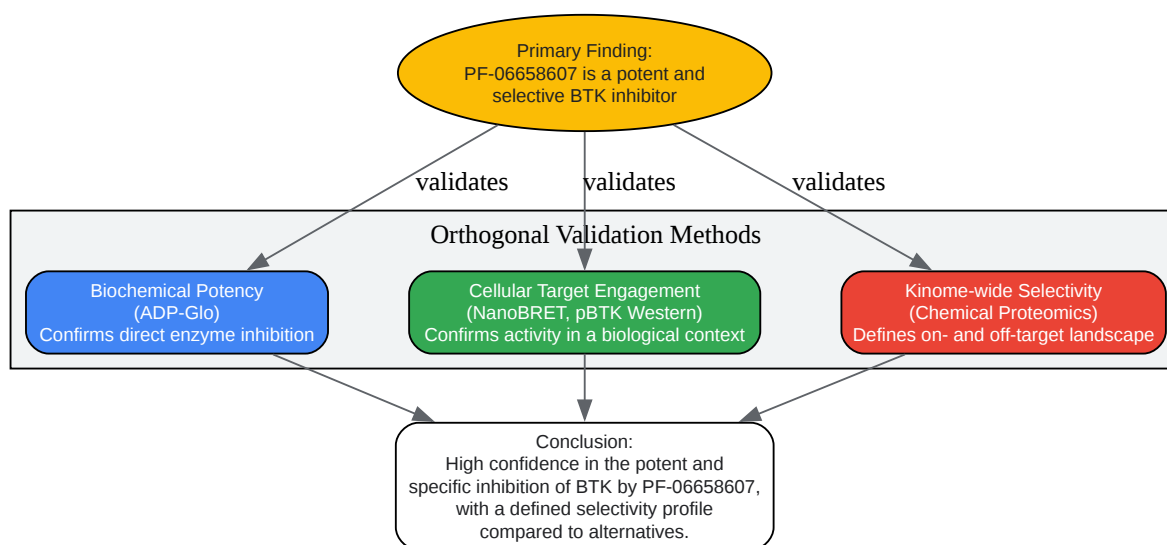 Primary Finding:
PF-06658607 is a potent and
selective BTK inhibitor
validates
validates
validates
Orthogonal Validation Methods
Biochemical Potency
(ADP-Glo)
Confirms direct enzyme inhibition
Cellular Target Engagement
(NanoBRET, pBTK Western)
Confirms activity in a biological context
Kinome-wide Selectivity
(Chemical Proteomics)
Defines on- and off-target landscape
Conclusion:
High confidence in the potent and
specific inhibition of BTK by PF-06658607,
with a defined selectivity profile
compared to alternatives.